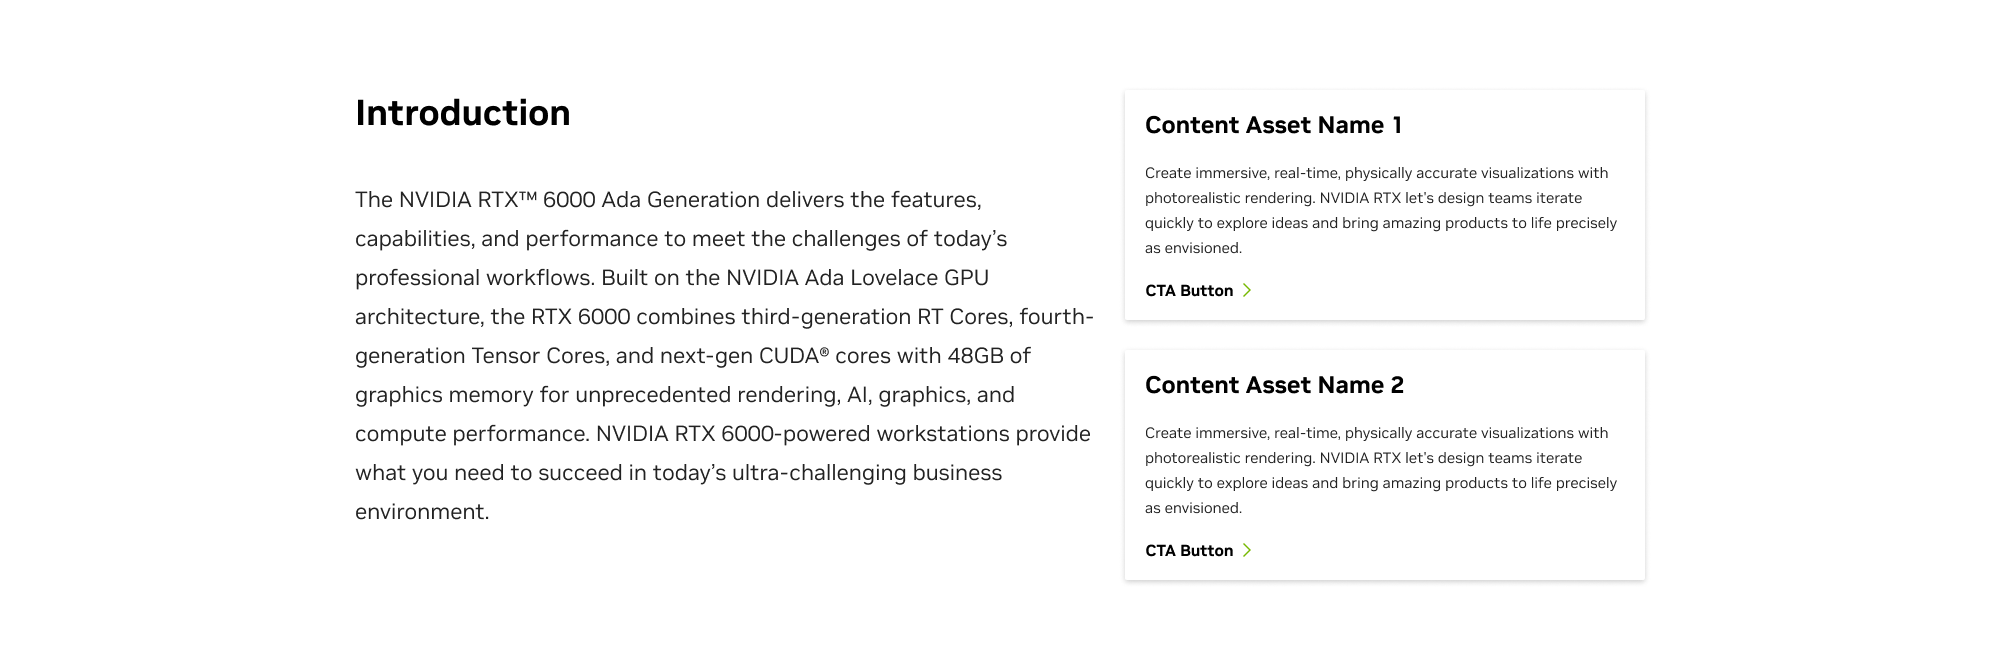 Introduction
The NVIDIA RTX™ 6000 Ada Generation delivers the features,
capabilities, and performance to meet the challenges of today’s
professional workflows. Built on the NVIDIA Ada Lovelace GPU
architecture, the RTX 6000 combines third-generation RT Cores, fourth-
generation Tensor Cores, and next-gen CUDA® cores with 48GB of
graphics memory for unprecedented rendering, AI, graphics, and
compute performance. NVIDIA RTX 6000-powered workstations provide
what you need to succeed in today’s ultra-challenging business
environment.
Content Asset Name 1
Create immersive, real-time, physically accurate visualizations with
photorealistic rendering. NVIDIA RTX let’s design teams iterate
quickly to explore ideas and bring amazing products to life precisely
as envisioned.
CTA Button
Content Asset Name 2
Create immersive, real-time, physically accurate visualizations with
photorealistic rendering. NVIDIA RTX let’s design teams iterate
quickly to explore ideas and bring amazing products to life precisely
as envisioned.
CTA Button